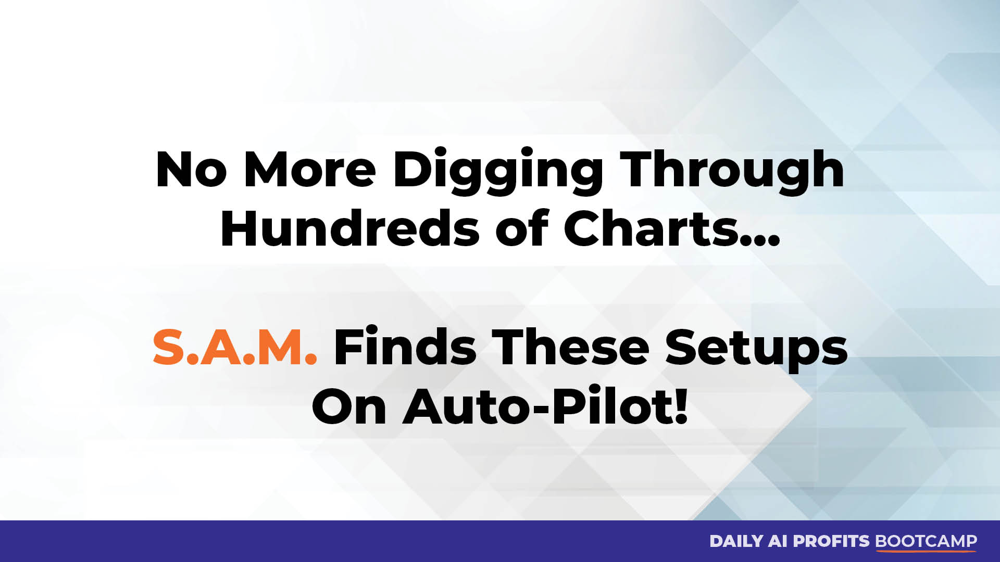 No More Digging Through
Hundreds of Charts...
S.A.M. Finds These Setups
On Auto-Pilot!
DAILY AI PROFITS BOOTCAMP